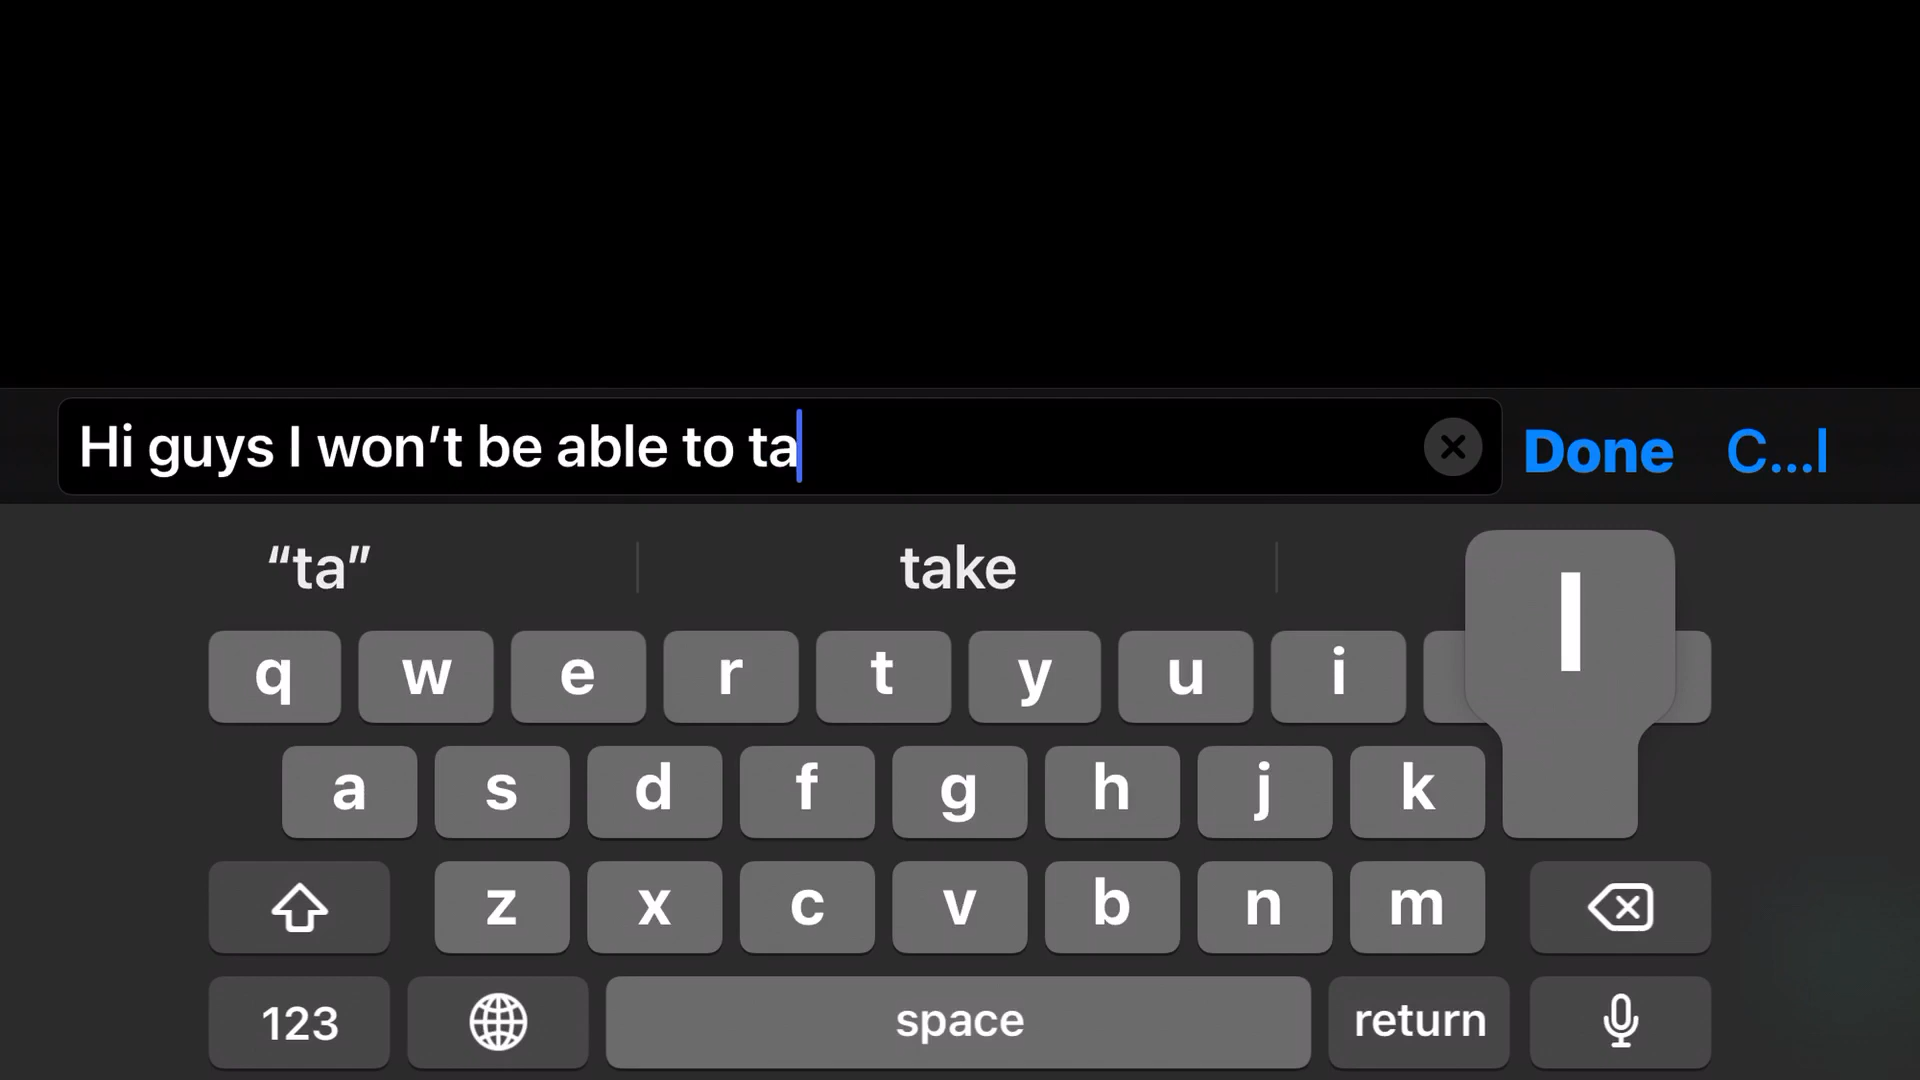 Hi guys I won’t be able to ta
Done
C...l
“ta”
take
l
q w e r t y u i
a s d f g h j k
z x c v b n m
123
space
return